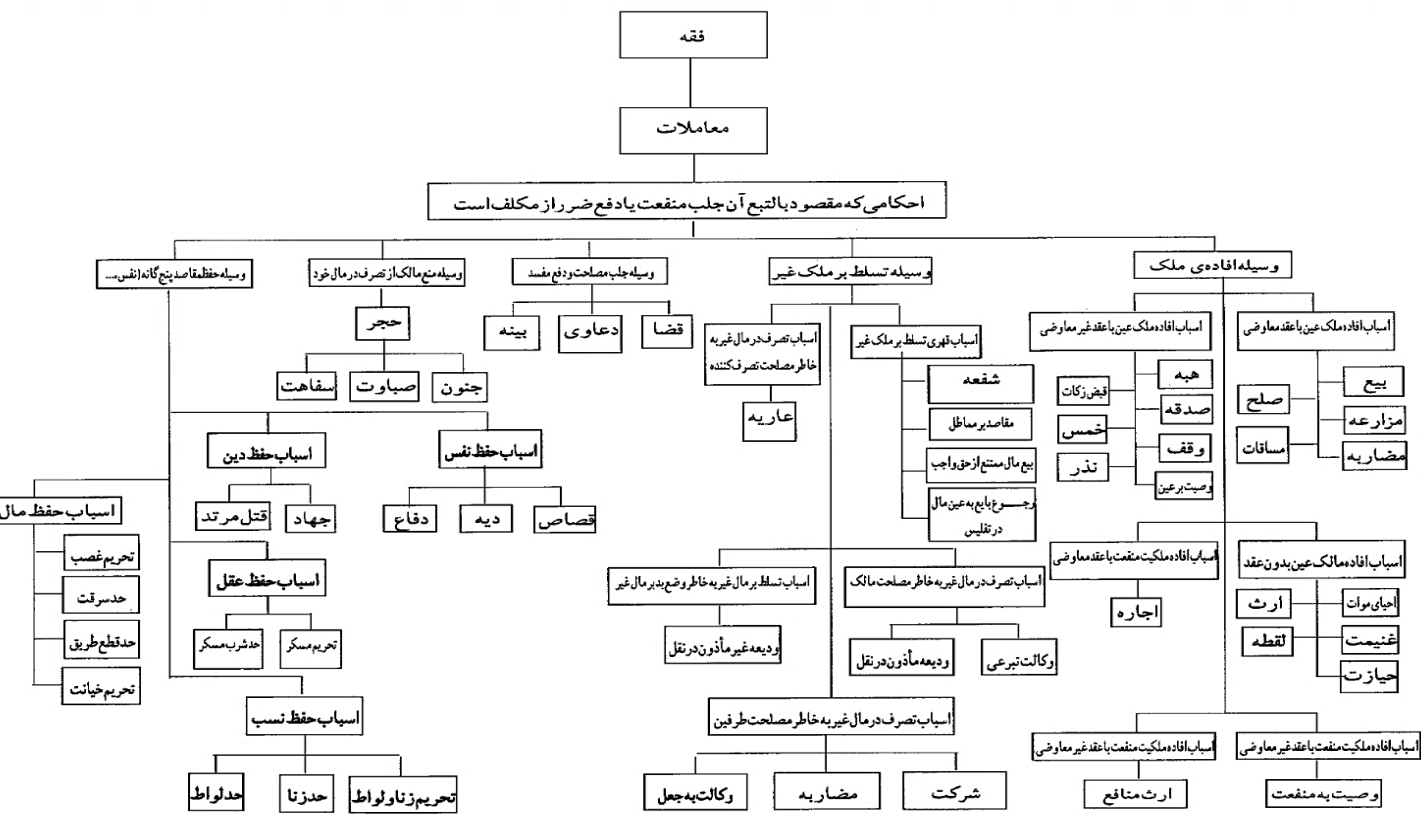 فقه
معاملات
احکامی که مقصود بالتبع آن جلب منفعت یا دفع ضرر از مکلف است
وسیله افاده‌ی ملک
وسیله تسلط بر ملک غیر
وسیله جلب مصلحت و دفع مفسد
وسیله منع مالک از تصرف در مال خود
وسیله حفظ مقاصد پنج گانه (نفس،...
اسباب افاده ملک عین با عقد معاوضی
بیع
صلح
مزارعه
مضاربه
مساقات
اسباب افاده ملک عین با عقد غیر معاوضی
هبه
قبض زکات
صدقه
خمس
وقف
نذر
وصیت بر عین
اسباب افاده مالک عین بدون عقد
احیای موات
ارث
غنیمت
لقطه
حیازت
اسباب افاده ملکیت منفعت با عقد معاوضی
اجاره
اسباب افاده ملکیت منفعت با عقد غیر معاوضی
وصیت به منفعت
اسباب افاده ملکیت منفعت با عقد غیر معاوضی
ارث منافع
اسباب قهری تسلط بر ملک غیر
شفعه
مقاصد بر مماطل
بیع مال ممتنع از حق واجب
رجوع بایع به عین مال
در تفلیس
اسباب تصرف در مال غیر به
خاطر مصلحت تصرف کننده
عاریه
اسباب تصرف در مال غیر به خاطر مصلحت مالک
وکالت تبرعی
ودیعه مأذون در نقل
اسباب تسلط بر مال غیر به خاطر وضع ید بر مال غیر
ودیعه غیر مأذون در نقل
اسباب تصرف در مال غیر به خاطر مصلحت طرفین
شرکت
مضاربه
وکالت به جعل
قضا
دعاوی
بینه
حجر
جنون
صباوت
سفاهت
اسباب حفظ نفس
قصاص
دیه
دفاع
اسباب حفظ دین
جهاد
قتل مرتد
اسباب حفظ عقل
تحریم مسکر
حد شرب مسکر
اسباب حفظ نسب
تحریم زنا و لواط
حد زنا
حد لواط
اسباب حفظ مال
تحریم غصب
حد سرقت
حد قطع طریق
تحریم خیانت